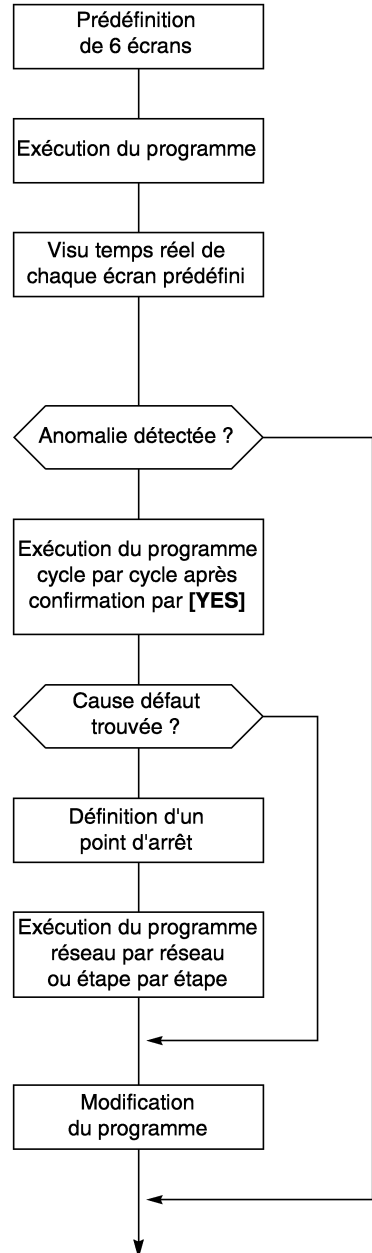 Prédéfinition
de 6 écrans
Exécution du programme
Visu temps réel de
chaque écran prédéfini
Anomalie détectée ?
Exécution du programme
cycle par cycle après
confirmation par [YES]
Cause défaut
trouvée ?
Définition d'un
point d'arrêt
Exécution du programme
réseau par réseau
ou étape par étape
Modification
du programme